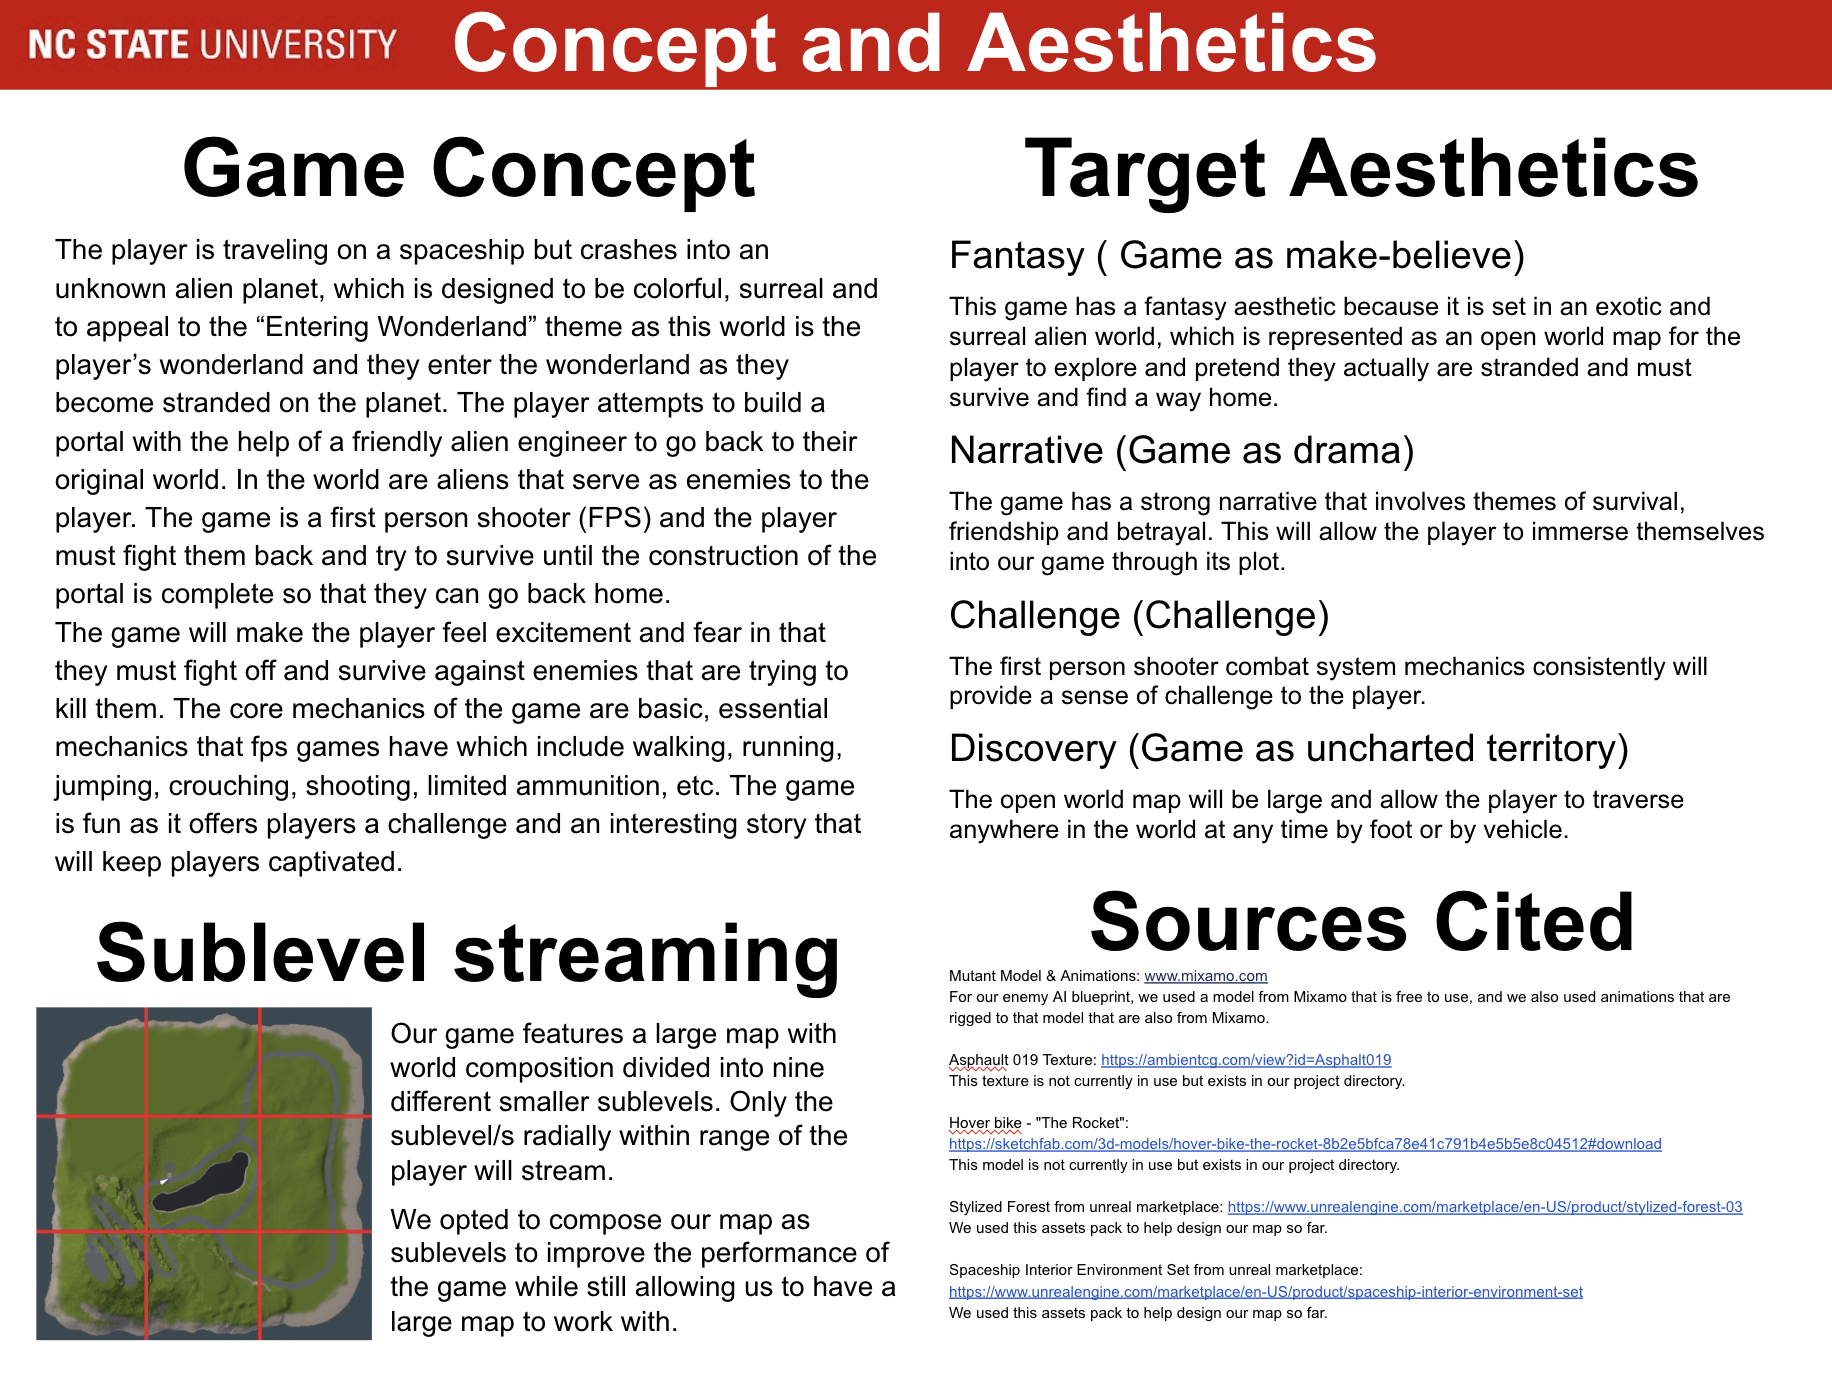 NC STATE UNIVERSITY
Concept and Aesthetics
Game Concept
The player is traveling on a spaceship but crashes into an
unknown alien planet, which is designed to be colorful, surreal and
to appeal to the “Entering Wonderland” theme as this world is the
player’s wonderland and they enter the wonderland as they
become stranded on the planet. The player attempts to build a
portal with the help of a friendly alien engineer to go back to their
original world. In the world are aliens that serve as enemies to the
player. The game is a first person shooter (FPS) and the player
must fight them back and try to survive until the construction of the
portal is complete so that they can go back home.
The game will make the player feel excitement and fear in that
they must fight off and survive against enemies that are trying to
kill them. The core mechanics of the game are basic, essential
mechanics that fps games have which include walking, running,
jumping, crouching, shooting, limited ammunition, etc. The game
is fun as it offers players a challenge and an interesting story that
will keep players captivated.
Sublevel streaming
Our game features a large map with
world composition divided into nine
different smaller sublevels. Only the
sublevel/s radially within range of the
player will stream.
We opted to compose our map as
sublevels to improve the performance of
the game while still allowing us to have a
large map to work with.
Target Aesthetics
Fantasy ( Game as make-believe)
This game has a fantasy aesthetic because it is set in an exotic and
surreal alien world, which is represented as an open world map for the
player to explore and pretend they actually are stranded and must
survive and find a way home.
Narrative (Game as drama)
The game has a strong narrative that involves themes of survival,
friendship and betrayal. This will allow the player to immerse themselves
into our game through its plot.
Challenge (Challenge)
The first person shooter combat system mechanics consistently will
provide a sense of challenge to the player.
Discovery (Game as uncharted territory)
The open world map will be large and allow the player to traverse
anywhere in the world at any time by foot or by vehicle.
Sources Cited
Mutant Model & Animations: www.mixamo.com
For our enemy AI blueprint, we used a model from Mixamo that is free to use, and we also used animations that are
rigged to that model that are also from Mixamo.
Asphault 019 Texture: https://ambientcg.com/view?id=Asphalt019
This texture is not currently in use but exists in our project directory.
Hover bike - "The Rocket":
https://sketchfab.com/3d-models/hover-bike-the-rocket-8b2e5bfca78e41c791b4e5b5e8c04512#download
This model is not currently in use but exists in our project directory.
Stylized Forest from unreal marketplace: https://www.unrealengine.com/marketplace/en-US/product/stylized-forest-03
We used this assets pack to help design our map so far.
Spaceship Interior Environment Set from unreal marketplace:
https://www.unrealengine.com/marketplace/en-US/product/spaceship-interior-environment-set
We used this assets pack to help design our map so far.